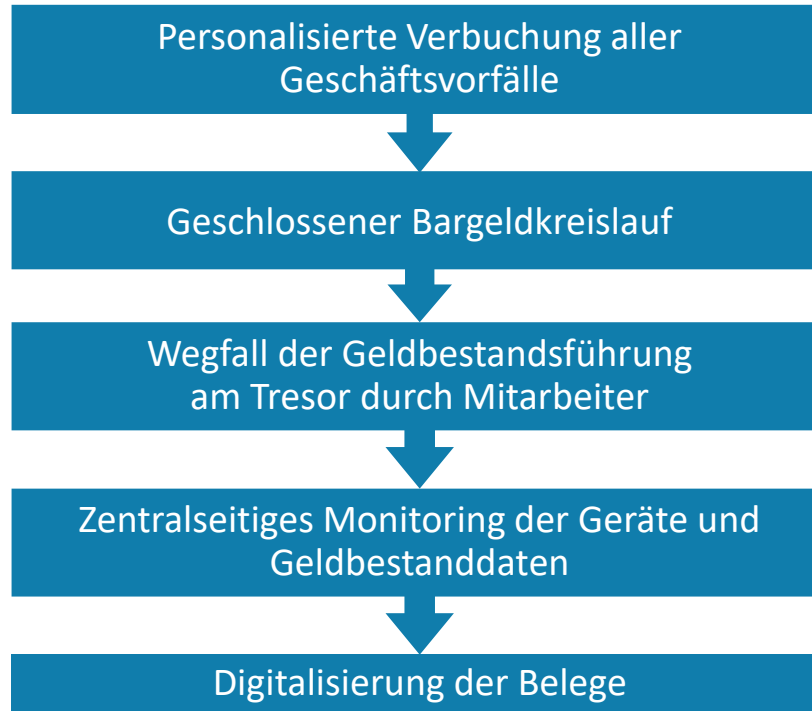 Personalisierte Verbuchung aller
Geschäftsvorfälle
Geschlossener Bargeldkreislauf
Wegfall der Geldbestandsführung
am Tresor durch Mitarbeiter
Zentralseitiges Monitoring der Geräte und
Geldbestanddaten
Digitalisierung der Belege